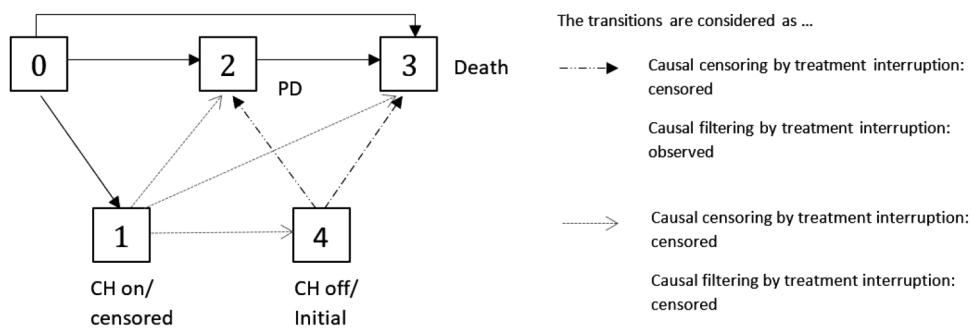 0
2
3
PD
Death
1
4
CH on/
censored
CH off/
Initial
The transitions are considered as ...
Causal censoring by treatment interruption:
censored
Causal filtering by treatment interruption:
observed
Causal censoring by treatment interruption:
censored
Causal filtering by treatment interruption:
censored